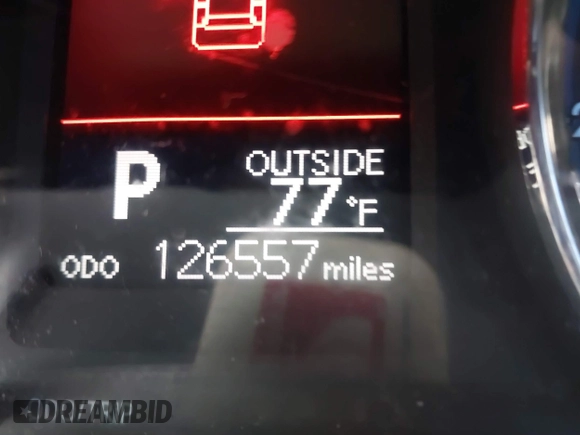 P
OUTSIDE
77 °F
ODO 126557 miles
DREAMBID